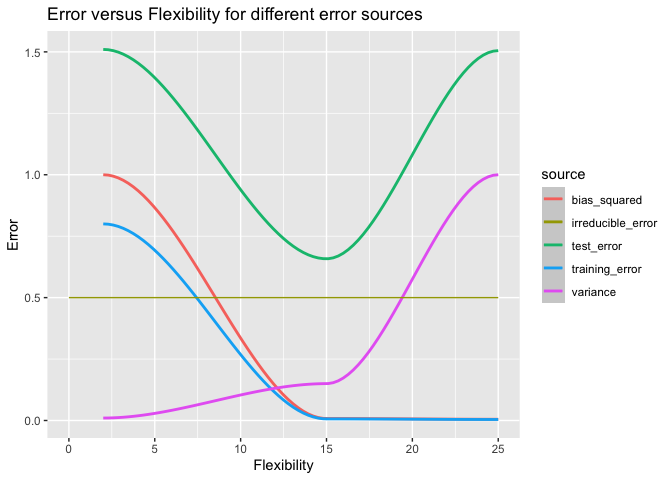 Error versus Flexibility for different error sources
1.5
1.0
0.5
0.0
Error
0 5 10 15 20 25
Flexibility
source
bias_squared
irreducible_error
test_error
training_error
variance